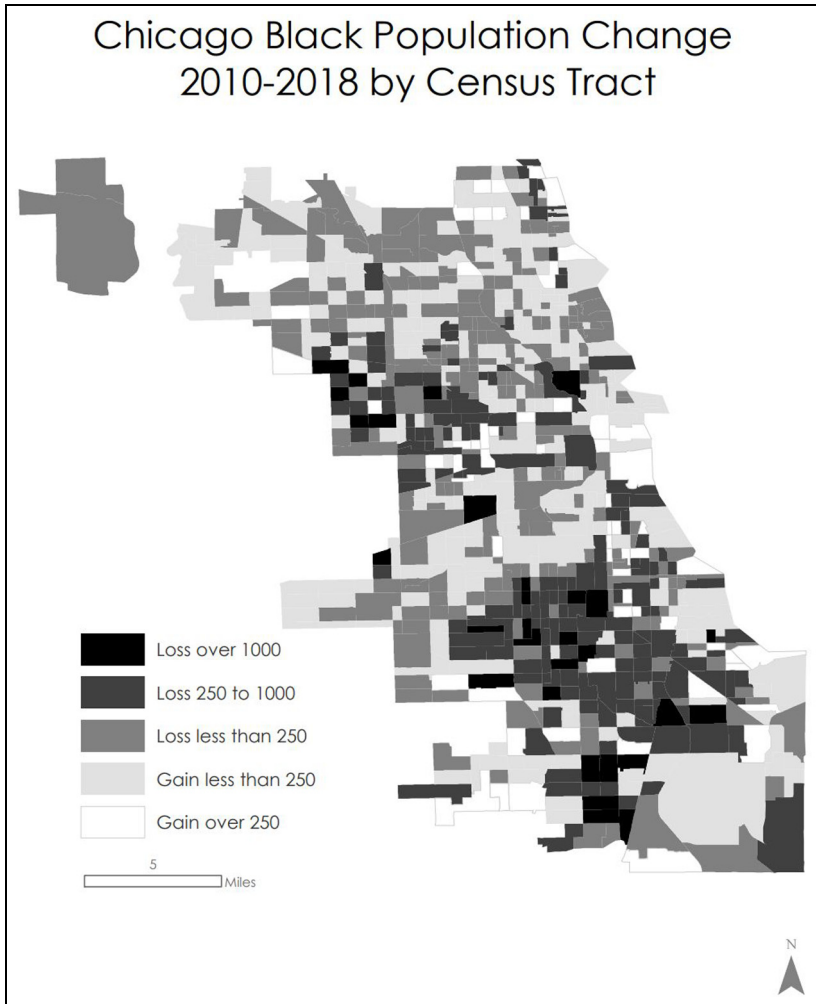 Chicago Black Population Change
2010-2018 by Census Tract
Loss over 1000
Loss 250 to 1000
Loss less than 250
Gain less than 250
Gain over 250
5
Miles
N